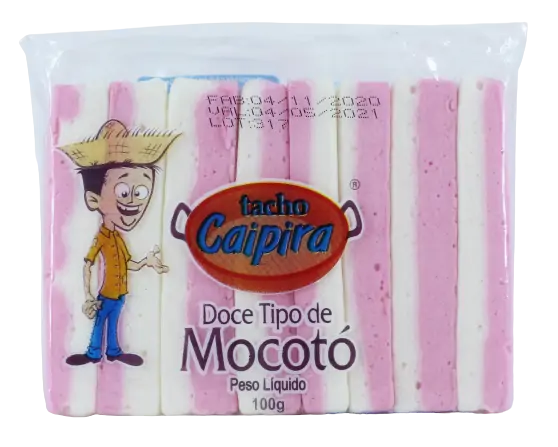 FAB:04/11/2020
VAL:04/05/2021
LOT:317
tacho
Caipira
®
Doce Tipo de
Mocotó
Peso Líquido
100g